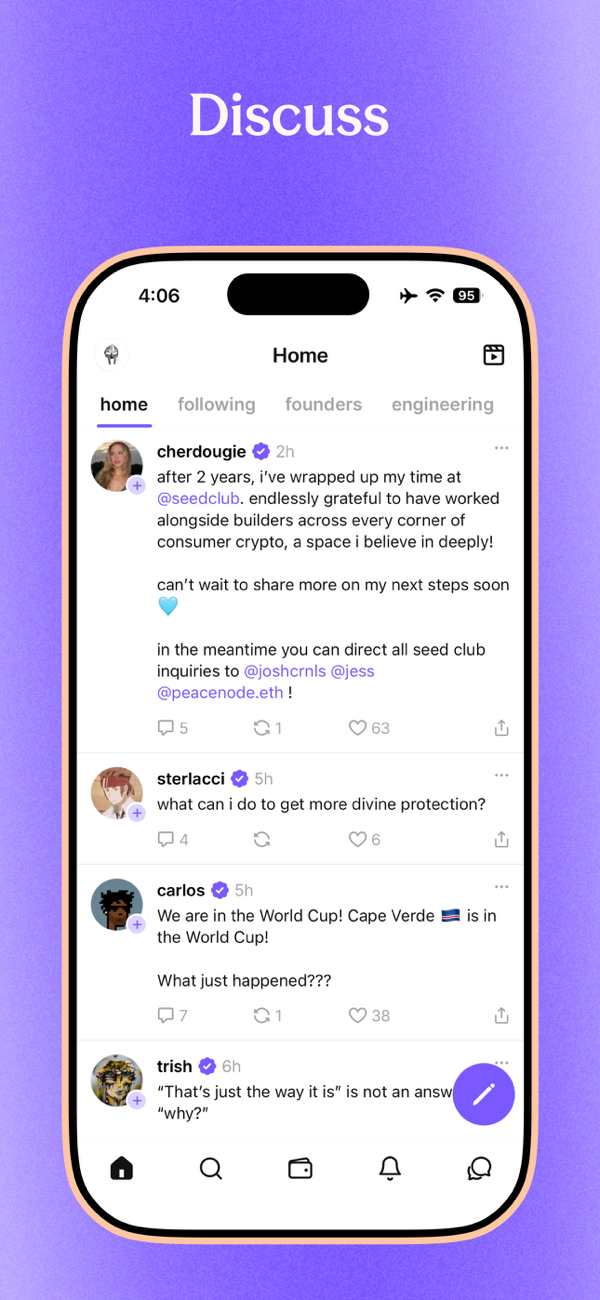 Discuss
4:06
95
Home
home following founders engineering
cherdougie 2h
after 2 years, i’ve wrapped up my time at
@seedclub. endlessly grateful to have worked
alongside builders across every corner of
consumer crypto, a space i believe in deeply!
can’t wait to share more on my next steps soon
🩵
in the meantime you can direct all seed club
inquiries to @joshcrnls @jess
@peacenode.eth !
5 1 63
sterlacci 5h
what can i do to get more divine protection?
4 6
carlos 5h
We are in the World Cup! Cape Verde 🇨🇻 is in
the World Cup!
What just happened???
7 1 38
trish 6h
“That’s just the way it is” is not an answ
“why?”